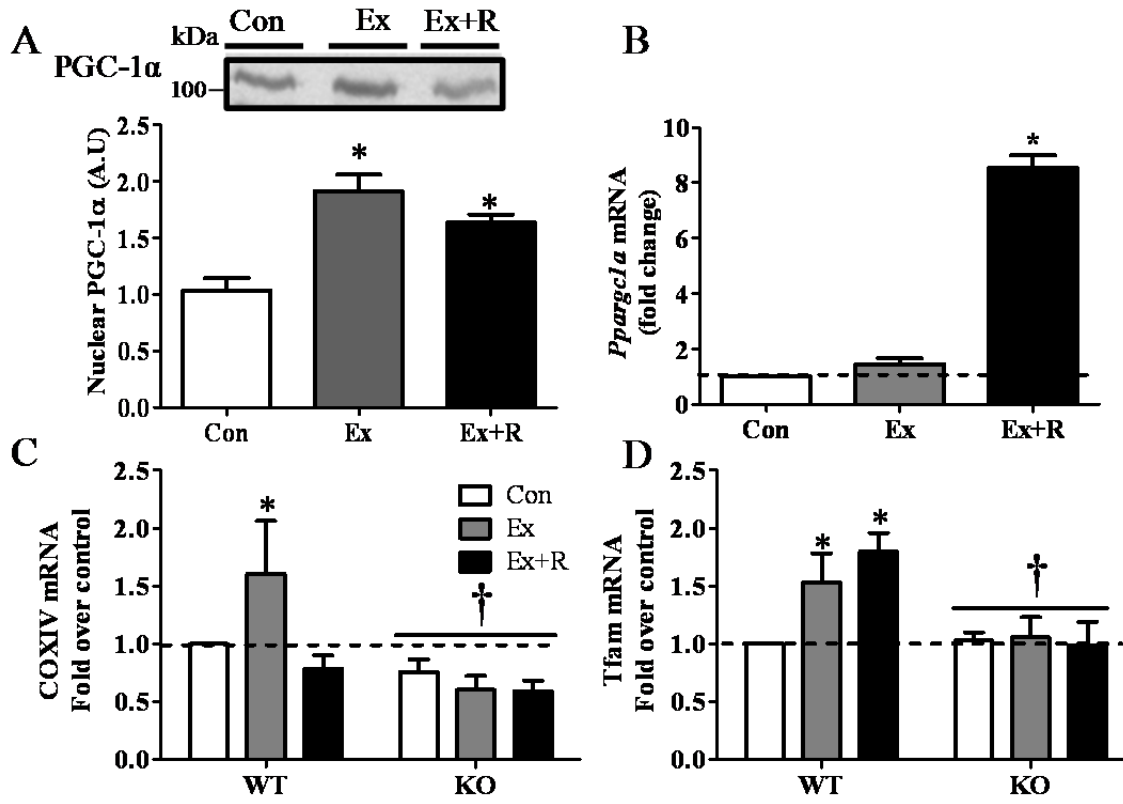 A
kDa
Con Ex Ex+R
PGC-1α
100
Nuclear PGC-1α (A.U)
2.5
2.0
1.5
1.0
0.5
0.0
*
*
Con Ex Ex+R
B
Ppargc1a mRNA
(fold change)
10
8
6
4
2
0
*
Con Ex Ex+R
C
COXIV mRNA
Fold over control
2.5
2.0
1.5
1.0
0.5
0.0
*
†
Con
Ex
Ex+R
WT KO
D
Tfam mRNA
Fold over control
2.5
2.0
1.5
1.0
0.5
0.0
*
*
†
WT KO